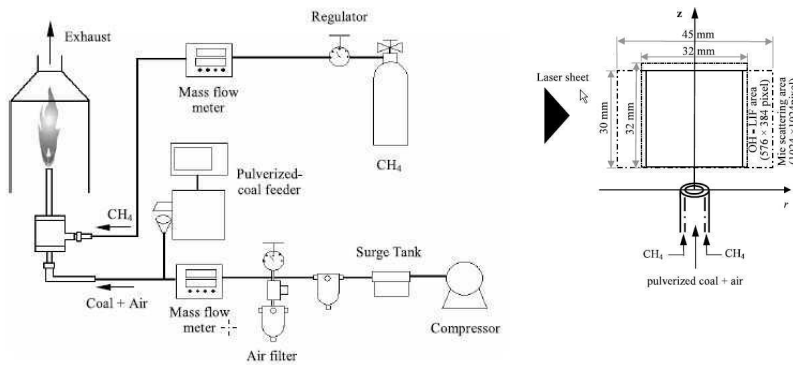 Regulator
Exhaust
Mass flow
meter
CH₄
Pulverized-
coal feeder
CH₄
Surge Tank
Coal + Air
Mass flow
meter
Air filter
Compressor
z
45 mm
32 mm
Laser sheet
30 mm
32 mm
OH - LIF area
(576 × 384 pixel)
Mie scattering area
(1024 ×1024pixel)
r
CH₄
CH₄
pulverized coal + air